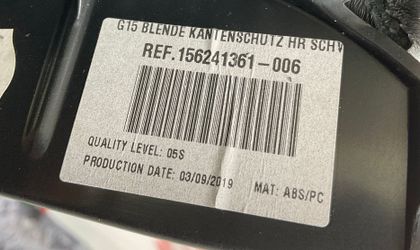 G15 BLENDE KANTENSCHUTZ HR SCHW
REF.156241361-006
QUALITY LEVEL: 05S
PRODUCTION DATE: 03/09/2019 MAT: ABS/PC